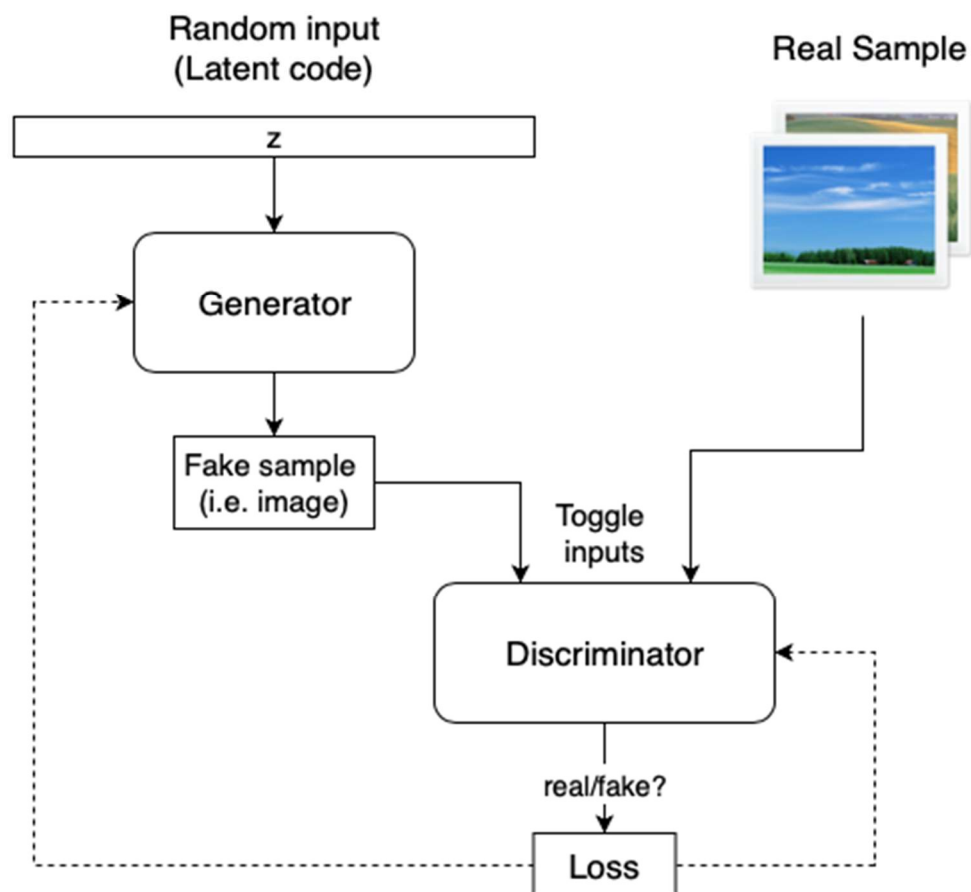 Random input
(Latent code)
Real Sample
z
Generator
Fake sample
(i.e. image)
Toggle
inputs
Discriminator
real/fake?
Loss